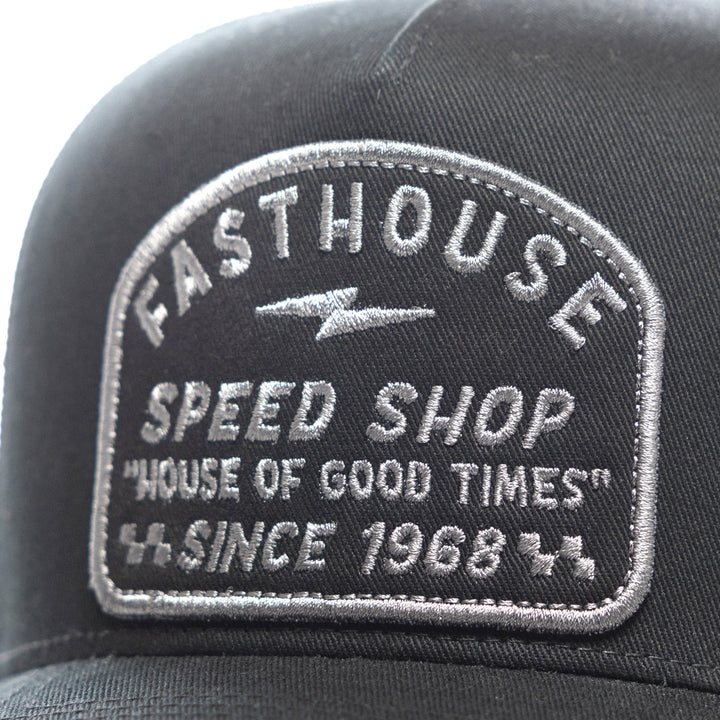 FASTHOUSE
SPEED SHOP
"HOUSE OF GOOD TIMES"
SINCE 1968